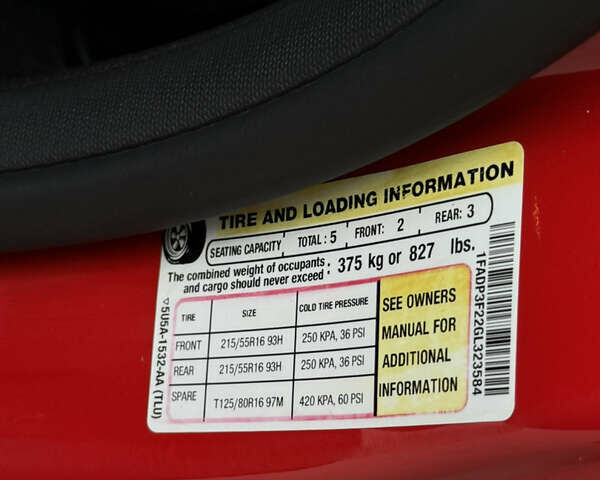 TIRE AND LOADING INFORMATION
SEATING CAPACITY TOTAL : 5 FRONT: 2 REAR: 3
The combined weight of occupants and cargo should never exceed : 375 kg or 827 lbs.
TIRE SIZE COLD TIRE PRESSURE
FRONT 215/55R16 93H 250 KPA, 36 PSI
REAR 215/55R16 93H 250 KPA, 36 PSI
SPARE T125/80R16 97M 420 KPA, 60 PSI
SEE OWNERS
MANUAL FOR
ADDITIONAL
INFORMATION
5U5A-1532-AA (TLU)
1FADP3F22GL323584